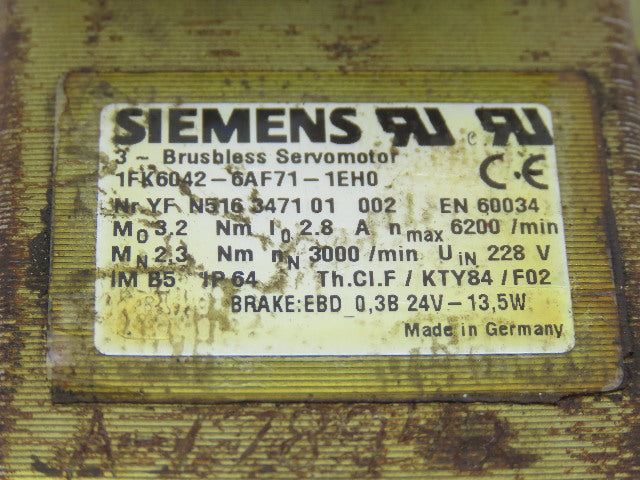 SIEMENS
3 ~ Brusbless Servomotor
1FK6042-6AF71-1EH0
Nr YF N516 3471 01 002 EN 60034
M0 3,2 Nm I0 2.8 A nmax 6200 /min
MN 2,3 Nm nN 3000 /min UIN 228 V
IM B5 IP 64 Th.Cl.F / KTY84 / F02
BRAKE:EBD 0,3B 24V-13,5W
Made in Germany